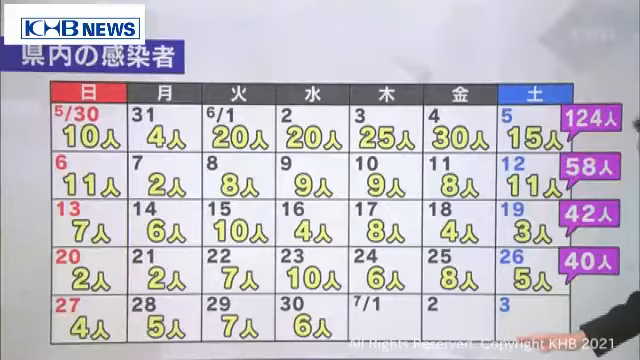 KHB NEWS
県内の感染者
日 月 火 水 木 金 土
5/30 31 6/1 2 3 4 5
10人 4人 20人 20人 25人 30人 15人 124人
6 7 8 9 10 11 12
11人 2人 8人 9人 9人 8人 11人 58人
13 14 15 16 17 18 19
7人 6人 10人 4人 8人 4人 3人 42人
20 21 22 23 24 25 26
2人 2人 7人 10人 6人 8人 5人 40人
27 28 29 30 7/1 2 3
4人 5人 7人 6人
All Rights Reserved. Copyright KHB 2021